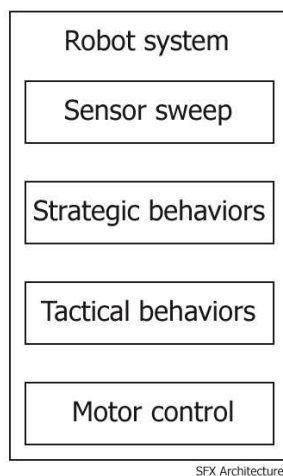 Robot system
Sensor sweep
Strategic behaviors
Tactical behaviors
Motor control
SFX Architecture